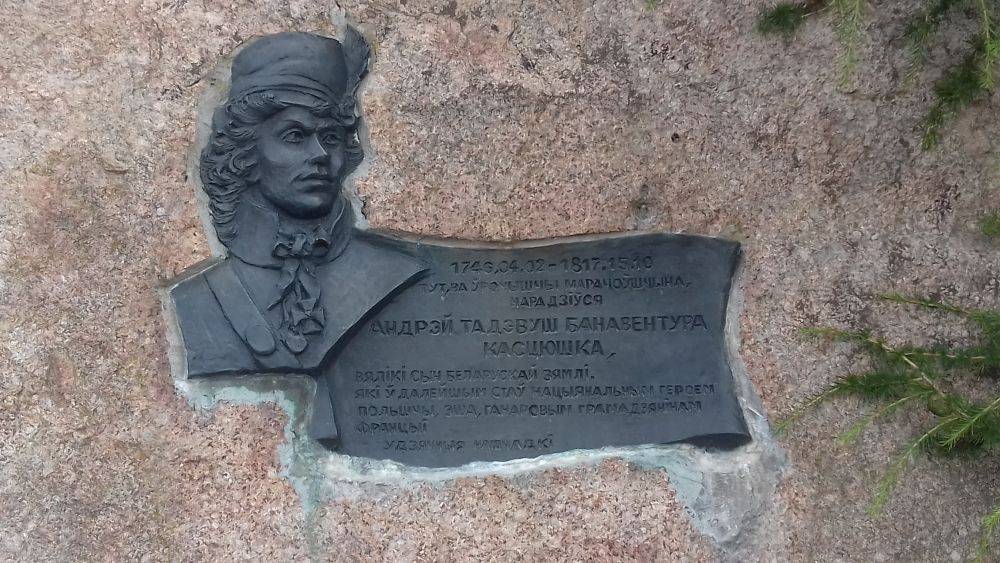 1746.04.02-1817.15.10
ТУТ, ВА ЎРОЧЫШЧЫ МАРАЧОЎШЧЫНА,
НАРАДЗІЎСЯ
АНДРЭЙ ТАДЭВУШ БАНАВЕНТУРА
КАСЦЮШКА,
ВЯЛІКІ СЫН БЕЛАРУСКАЙ ЗЯМЛІ.
ЯКІ Ў ДАЛЕЙШЫМ СТАЎ НАЦЫЯНАЛЬНЫМ ГЕРОЕМ
ПОЛЬШЧЫ, ЗША, ГАНАРОВЫМ ГРАМАДЗЯНІНАМ
ФРАНЦЫІ
УДЗЯЧНЫЯ НАШЧАДКІ